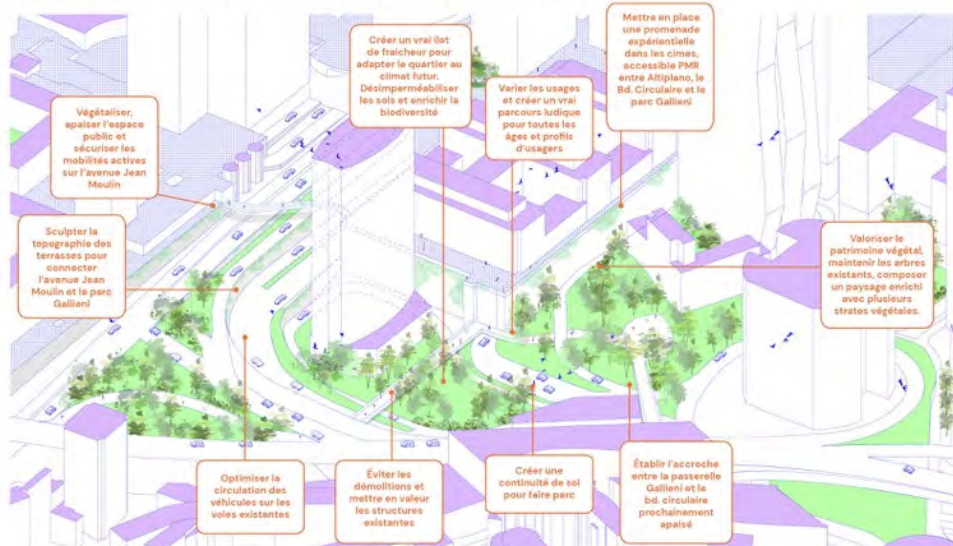 Créer un vrai îlot
de fraîcheur pour
adapter le quartier au
climat futur.
Désimperméabiliser
les sols et enrichir la
biodiversité
Mettre en place
une promenade
expérientielle
dans les cimes,
accessible PMR
entre Altiplano, le
Bd. Circulaire et le
parc Gallieni
Varier les usages
et créer un vrai
parcours ludique
pour toutes les
âges et profils
d'usagers
Végétaliser,
apaiser l'espace
public et
sécuriser les
mobilités actives
sur l'avenue Jean
Moulin
Sculpter la
topographie des
terrasses pour
connecter
l'avenue Jean
Moulin et le parc
Galliani
Valoriser le
patrimoine végétal,
maintenir les arbres
existants, composer
un paysage enrichi
avec plusieurs
strates végétales.
Optimiser la
circulation des
véhicules sur les
voies existantes
Éviter les
démolitions et
mettre en valeur
les structures
existantes
Créer une
continuité de sol
pour faire parc
Établir l'accroche
entre la passerelle
Gallieni et le
bd. circulaire
prochainement
apaisé